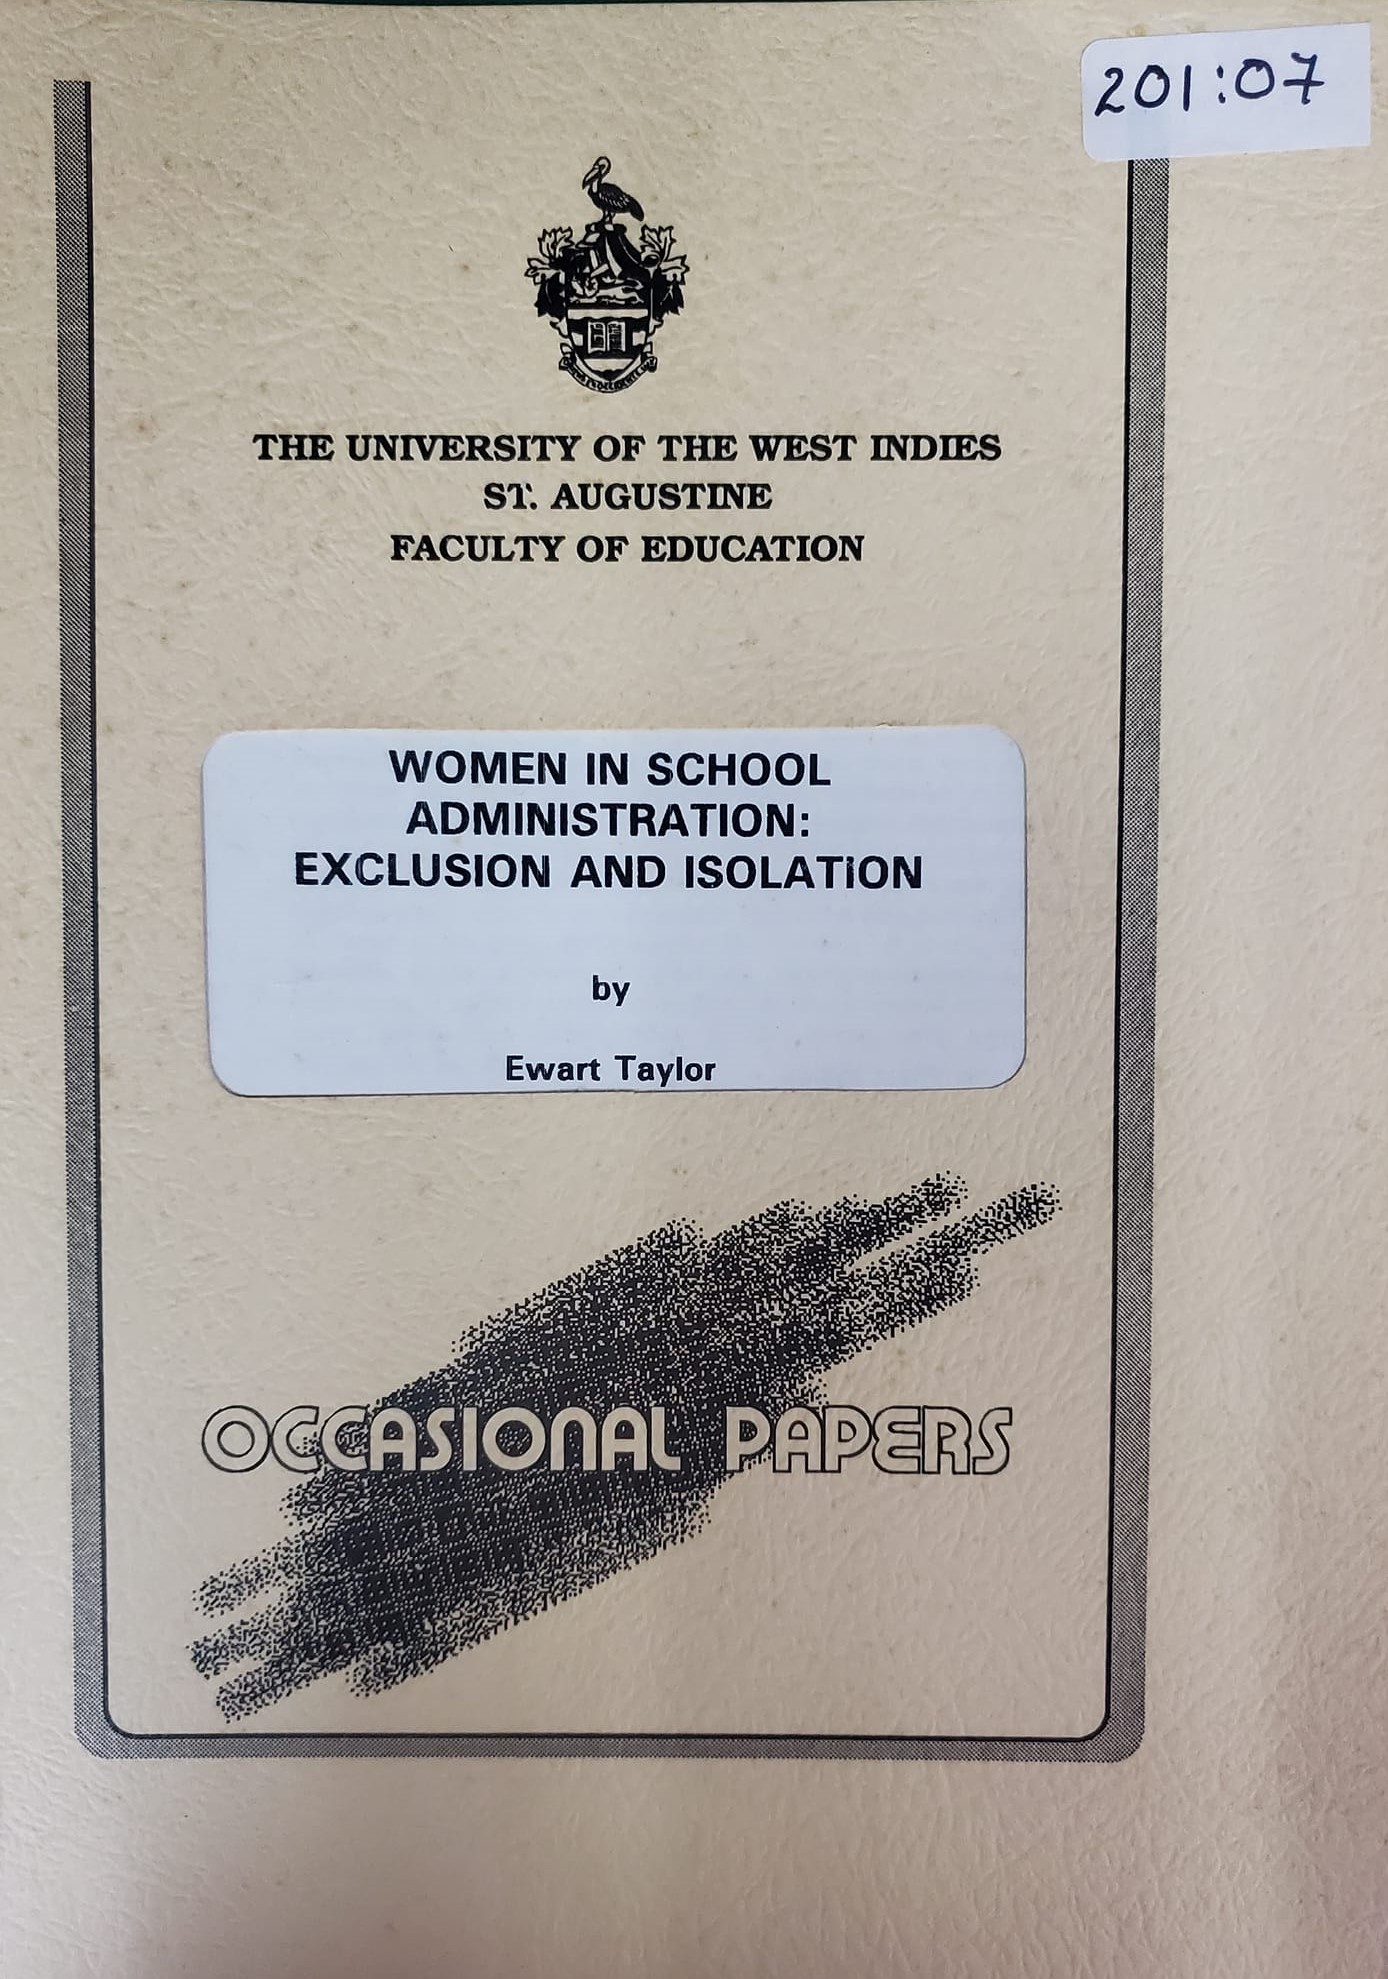 201:07
THE UNIVERSITY OF THE WEST INDIES
ST. AUGUSTINE
FACULTY OF EDUCATION
WOMEN IN SCHOOL
ADMINISTRATION:
EXCLUSION AND ISOLATION
by
Ewart Taylor
OCCASIONAL PAPERS